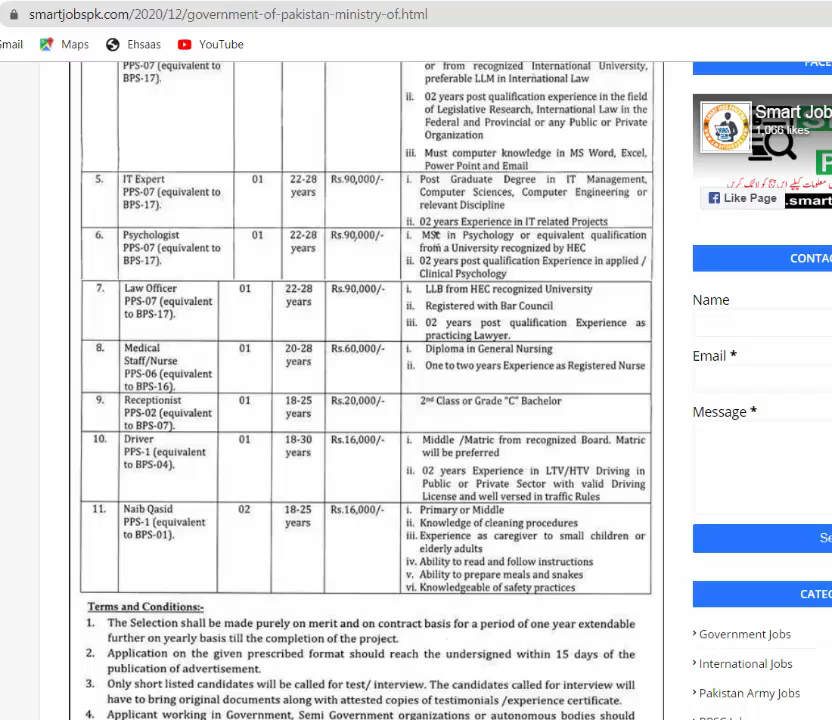 smartjobspk.com/2020/12/government-of-pakistan-ministry-of.html
Gmail Maps Ehsaas YouTube
PPS-07 (equivalent to
BPS-17).
or from recognized International University,
preferable LLM in International Law
ii. 02 years post qualification experience in the field
of Legislative Research, International Law in the
Federal and Provincial or any Public or Private
Organization
iii. Must computer knowledge in MS Word, Excel,
Power Point and Email
5. IT Expert
PPS-07 (equivalent to
BPS-17).
01
22-28
years
Rs.90,000/-
i. Post Graduate Degree in IT Management,
Computer Sciences, Computer Engineering or
relevant Discipline
ii. 02 years Experience in IT related Projects
6. Psychologist
PPS-07 (equivalent to
BPS-17).
01
22-28
years
Rs.90,000/-
i. MSc in Psychology or equivalent qualification
from a University recognized by HEC
ii. 02 years post qualification Experience in applied /
Clinical Psychology
7. Law Officer
PPS-07 (equivalent
to BPS-17).
01
22-28
years
Rs.90,000/-
i. LLB from HEC recognized University
ii. Registered with Bar Council
iii. 02 years post qualification Experience as
practicing Lawyer.
8. Medical
Staff/Nurse
PPS-06 (equivalent
to BPS-16).
01
20-28
years
Rs.60,000/-
i. Diploma in General Nursing
ii. One to two years Experience as Registered Nurse
9. Receptionist
PPS-02 (equivalent
to BPS-07).
01
18-25
years
Rs.20,000/-
2nd Class or Grade "C" Bachelor
10. Driver
PPS-1 (equivalent
to BPS-04).
01
18-30
years
Rs.16,000/-
i. Middle /Matric from recognized Board. Matric
will be preferred
ii. 02 years Experience in LTV/HTV Driving in
Public or Private Sector with valid Driving
License and well versed in traffic Rules
11. Naib Qasid
PPS-1 (equivalent
to BPS-01).
02
18-25
years
Rs.16,000/-
i. Primary or Middle
ii. Knowledge of cleaning procedures
iii. Experience as caregiver to small children or
elderly adults
iv. Ability to read and follow instructions
v. Ability to prepare meals and snakes
vi. Knowledgeable of safety practices
Terms and Conditions:-
1. The Selection shall be made purely on merit and on contract basis for a period of one year extendable
further on yearly basis till the completion of the project.
2. Application on the given prescribed format should reach the undersigned within 15 days of the
publication of advertisement.
3. Only short listed candidates will be called for test/ interview. The candidates called for interview will
have to bring original documents along with attested copies of testimonials /experience certificate.
4. Applicant working in Government, Semi Government organizations or autonomous bodies should
Smart Job
1,066 likes
Like Page
.smart
CONTAC
Name
Email *
Message *
Se
CATEG
Government Jobs
International Jobs
Pakistan Army Jobs